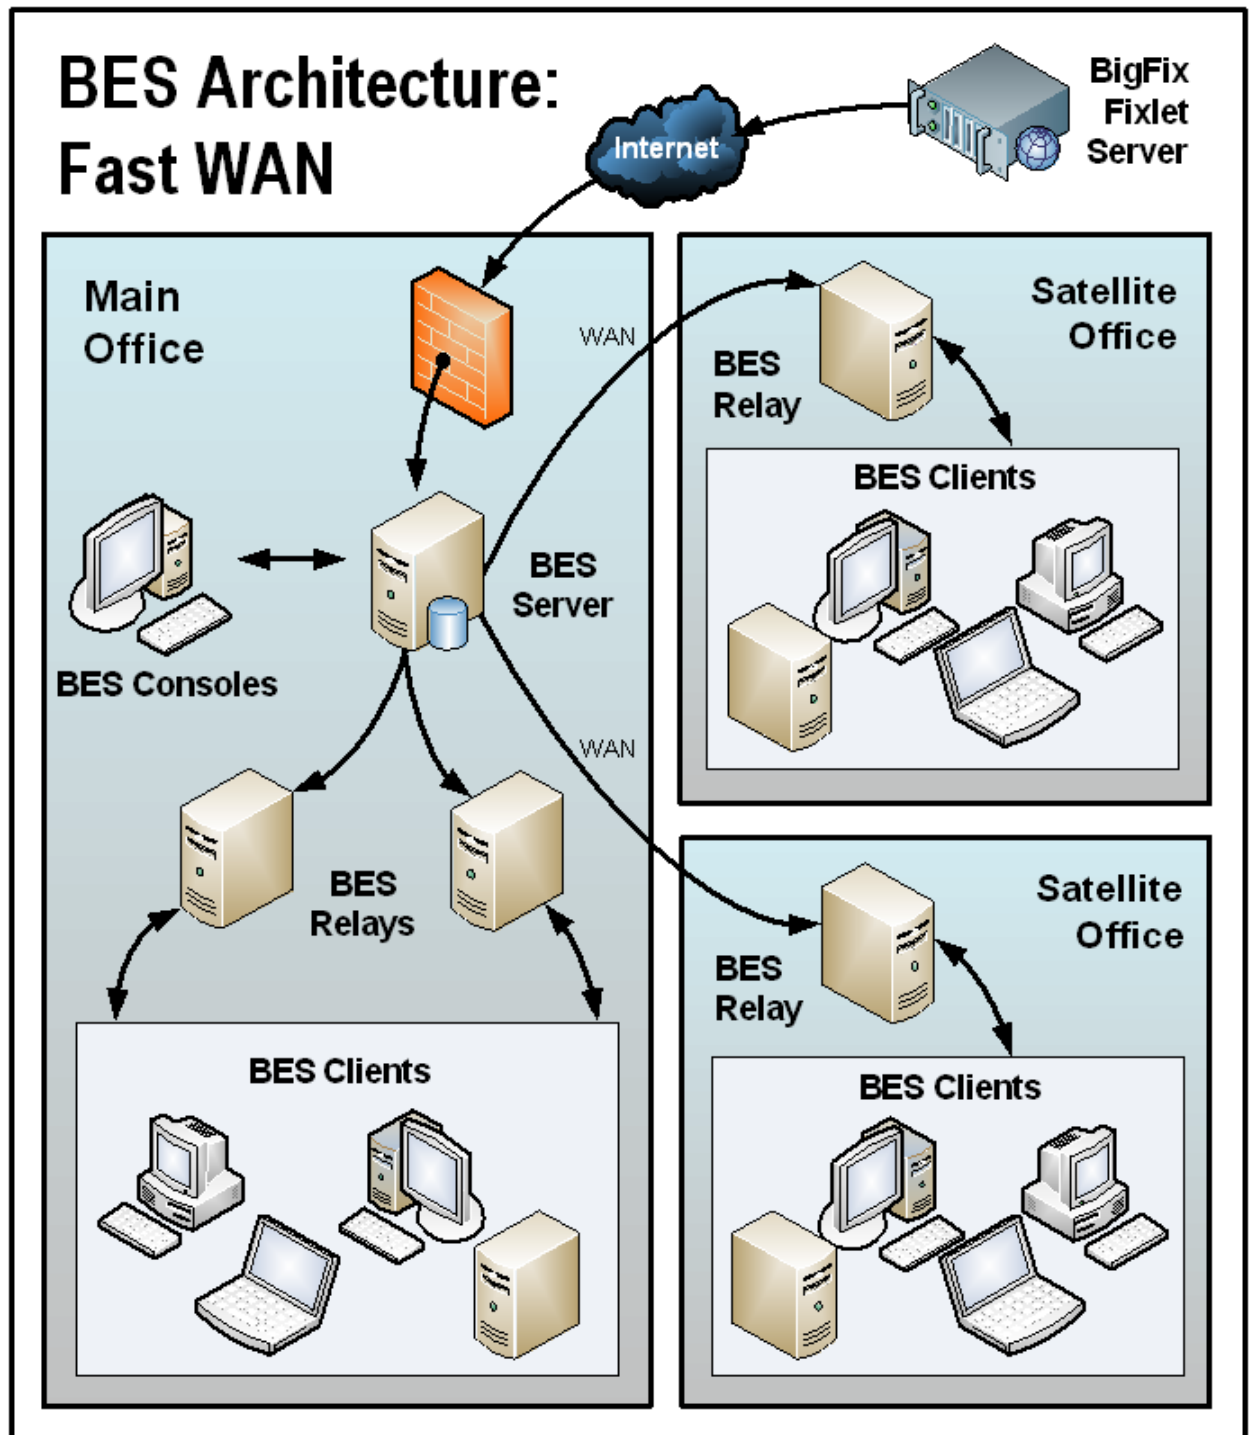 BES Architecture:
Fast WAN
BigFix
Fixlet
Server
Internet
Main
Office
WAN
Satellite
Office
BES
Relay
BES Clients
BES
Server
BES Consoles
WAN
BES
Relays
Satellite
Office
BES
Relay
BES Clients
BES Clients